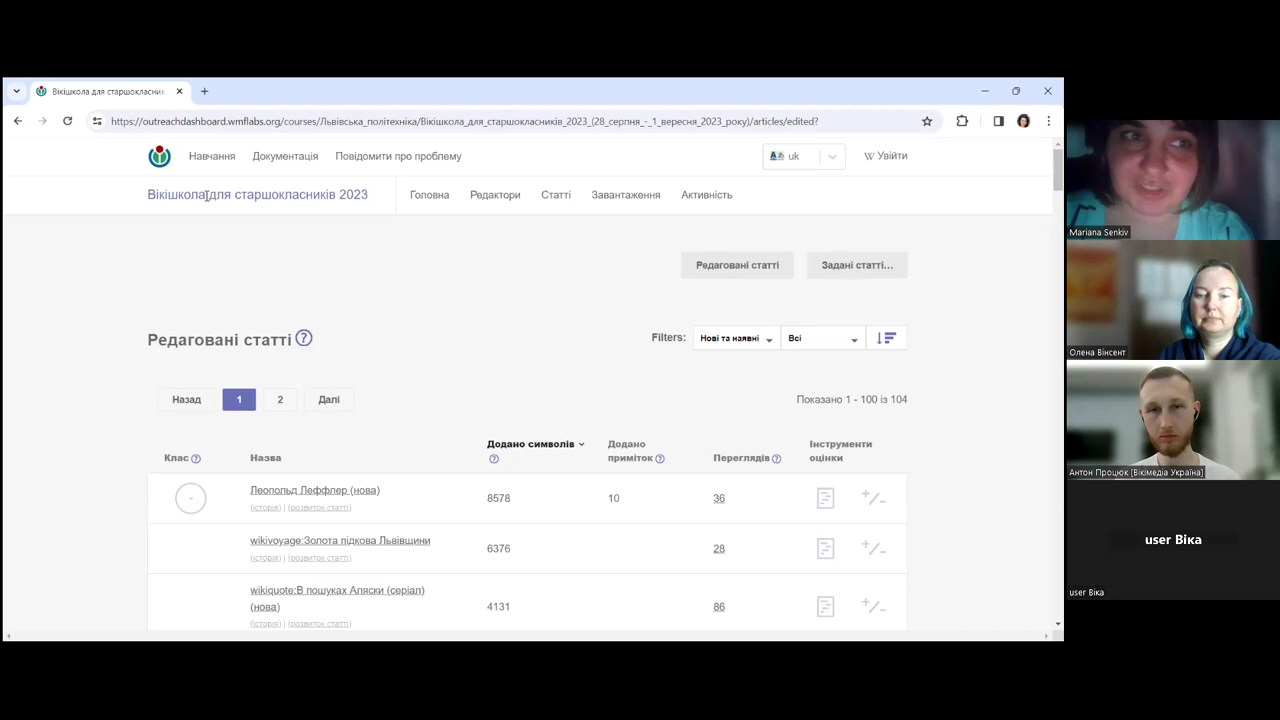 Вікішкола для старшокласник
https://outreachdashboard.wmflabs.org/courses/Львівська_політехніка/Вікішкола_для_старшокласників_2023_(28_серпня_-_1_вересня_2023_року)/articles/edited?
Навчання Документація Повідомити про проблему uk Увійти
Вікішкола для старшокласників 2023 Головна Редактори Статті Завантаження Активність
Редаговані статті Задані статті...
Редаговані статті ? Filters: Нові та наявні Всі
Назад 1 2 Далі Показано 1 - 100 із 104
Клас ? Назва Додано символів ? Додано приміток ? Переглядів ? Інструменти оцінки
- Леопольд Леффлер (нова) 8578 10 36 +/-
(історія) | (розвиток статті)
wikivoyage:Золота підкова Львівщини 6376 28 +/-
(історія) | (розвиток статті)
wikiquote:В пошуках Аляски (серіал)
(нова) 4131 86 +/-
(історія) | (розвиток статті)
Mariana Senkiv
Олена Вінсент
Антон Процюк [Вікімедіа Україна]
user Віка
user Віка